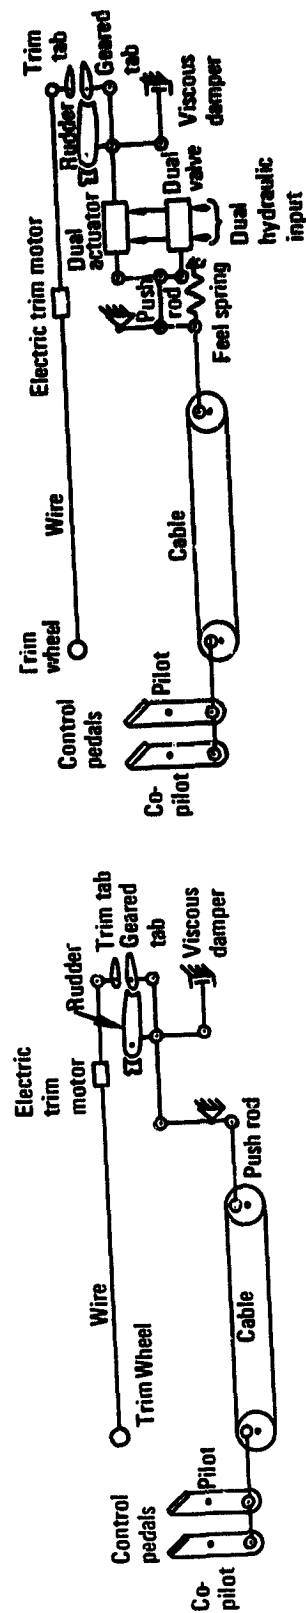 Control
pedals
Co-
pilot
Pilot
Trim Wheel
Wire
Cable
Electric
trim
motor
Rudder
Trim tab
Geared
tab
Push rod
Viscous
damper
Control
pedals
Co-
pilot
Pilot
Trim
wheel
Wire
Cable
Electric trim motor
Trim
tab
Rudder
Geared
tab
Dual
actuator
Push
rod
Dual
valve
Feel spring
Viscous
damper
Dual
hydraulic
input